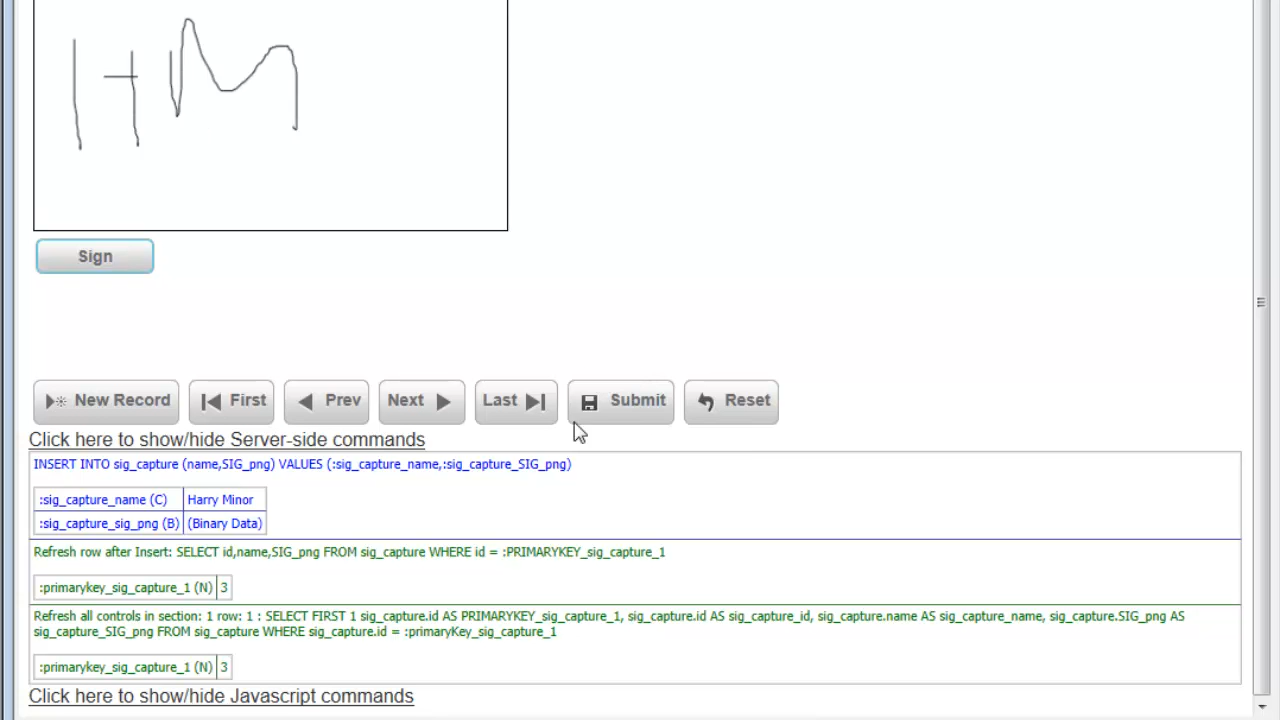 HM
Sign
New Record First Prev Next Last Submit Reset
Click here to show/hide Server-side commands
INSERT INTO sig_capture (name,SIG_png) VALUES (:sig_capture_name,:sig_capture_SIG_png)
:sig_capture_name (C) Harry Minor
:sig_capture_sig_png (B) (Binary Data)
Refresh row after Insert: SELECT id,name,SIG_png FROM sig_capture WHERE id = :PRIMARYKEY_sig_capture_1
:primarykey_sig_capture_1 (N) 3
Refresh all controls in section: 1 row: 1 : SELECT FIRST 1 sig_capture.id AS PRIMARYKEY_sig_capture_1, sig_capture.id AS sig_capture_id, sig_capture.name AS sig_capture_name, sig_capture.SIG_png AS
sig_capture_SIG_png FROM sig_capture WHERE sig_capture.id = :primaryKey_sig_capture_1
:primarykey_sig_capture_1 (N) 3
Click here to show/hide Javascript commands